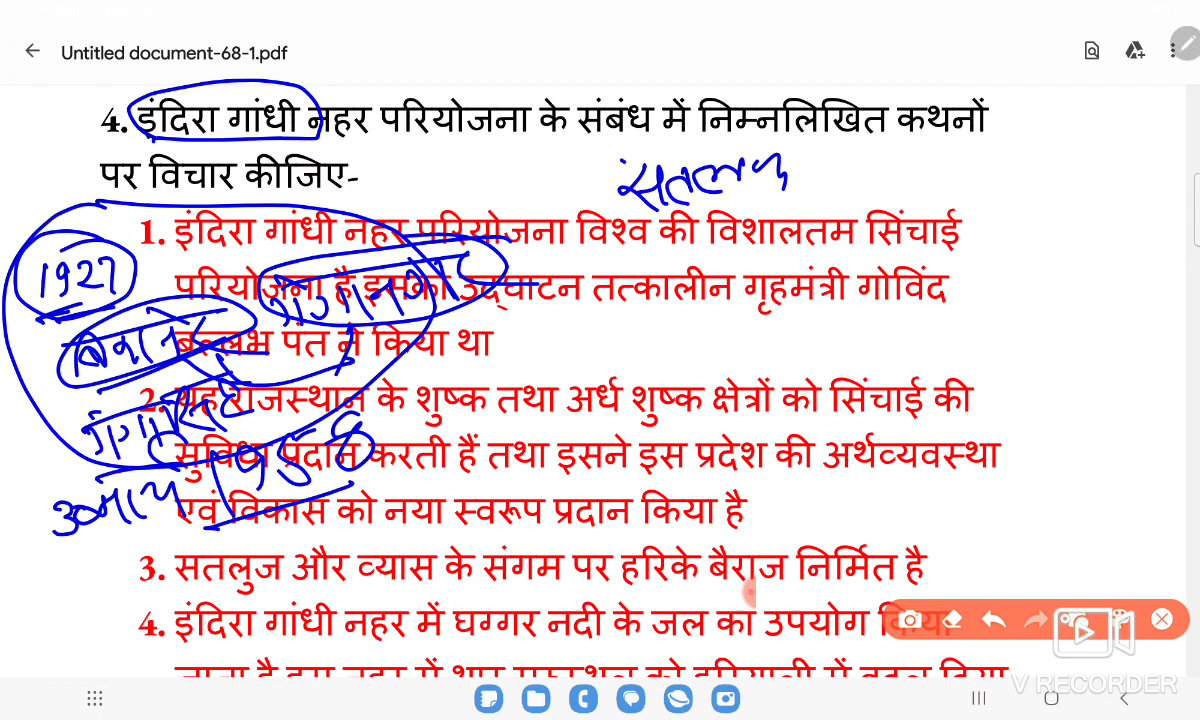 Untitled document-68-1.pdf
4. इंदिरा गांधी नहर परियोजना के संबंध में निम्नलिखित कथनों
पर विचार कीजिए-
1. इंदिरा गांधी नहर परियोजना विश्व की विशालतम सिंचाई
1927
परियोजना है इसका उद्घाटन तत्कालीन गृहमंत्री गोविंद
बल्लभ पंत ने किया था
2. यह राजस्थान के शुष्क तथा अर्ध शुष्क क्षेत्रों को सिंचाई की
सुविधा प्रदान करती हैं तथा इसने इस प्रदेश की अर्थव्यवस्था
एवं विकास को नया स्वरूप प्रदान किया है
3. सतलुज और व्यास के संगम पर हरिके बैराज निर्मित है
4. इंदिरा गांधी नहर में घग्गर नदी के जल का उपयोग किया
V RECORDER